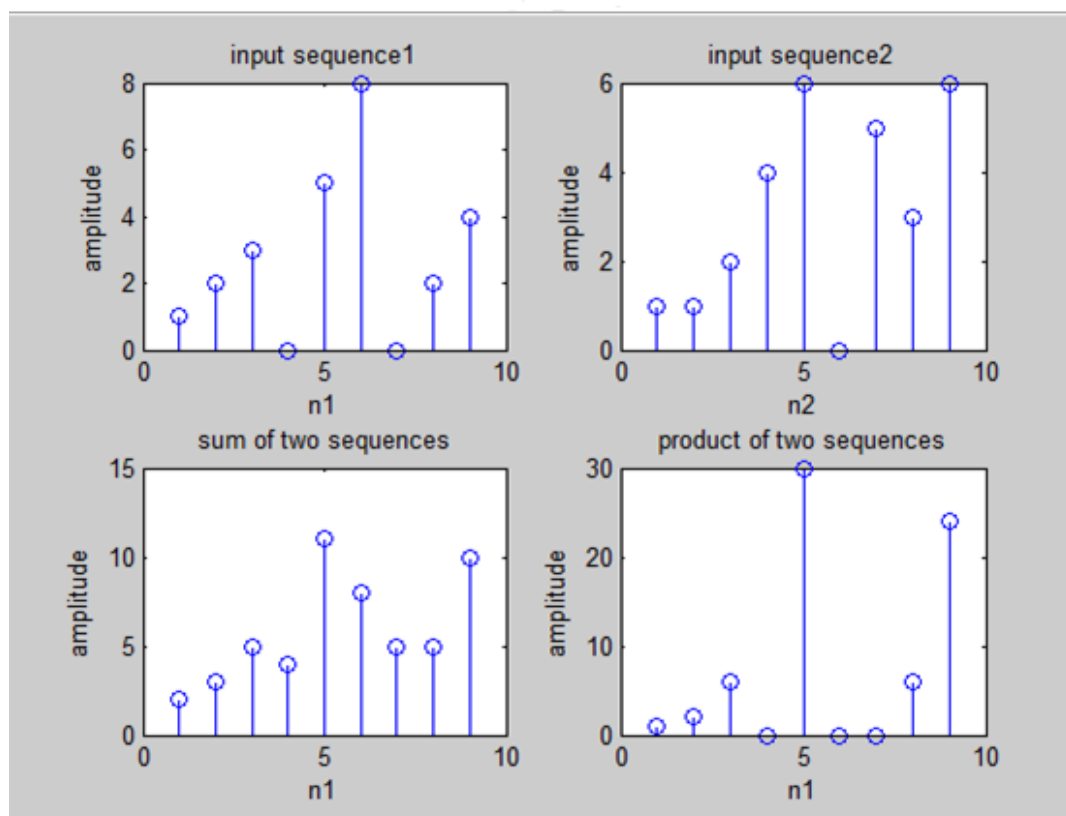 input sequence1
8
6
4
2
0
amplitude
0 5 10
n1
input sequence2
6
4
2
0
amplitude
0 5 10
n2
sum of two sequences
15
10
5
0
amplitude
0 5 10
n1
product of two sequences
30
20
10
0
amplitude
0 5 10
n1